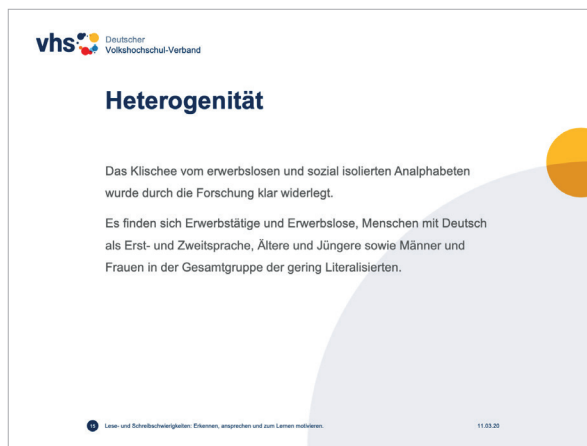 vhs
Deutscher
Volkshochschul-Verband
Heterogenität
Das Klischee vom erwerbslosen und sozial isolierten Analphabeten
wurde durch die Forschung klar widerlegt.
Es finden sich Erwerbstätige und Erwerbslose, Menschen mit Deutsch
als Erst- und Zweitsprache, Ältere und Jüngere sowie Männer und
Frauen in der Gesamtgruppe der gering Literalisierten.
15 Lese- und Schreibschwierigkeiten: Erkennen, ansprechen und zum Lernen motivieren. 11.03.20